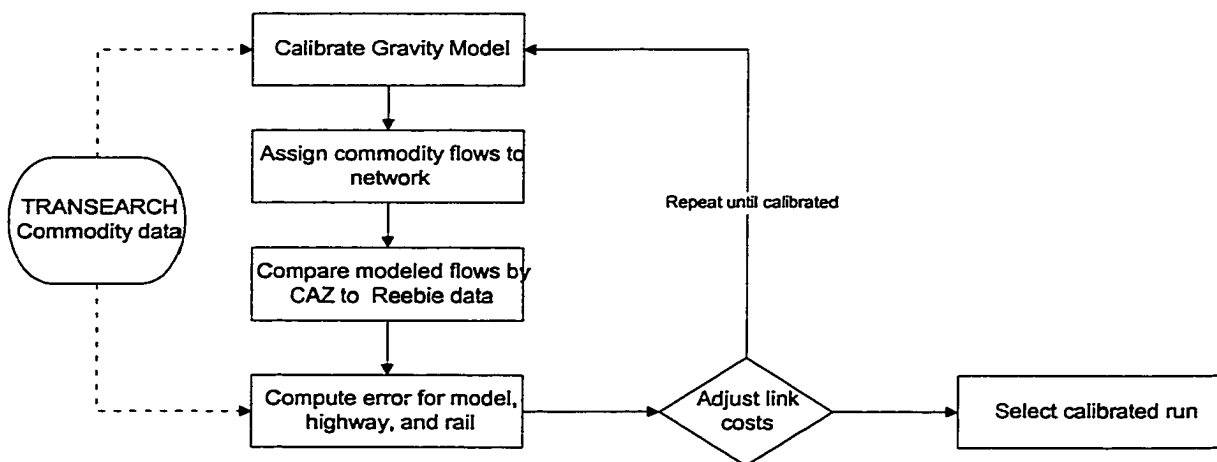 Calibrate Gravity Model
Assign commodity flows to
network
TRANSEARCH
Commodity data
Repeat until calibrated
Compare modeled flows by
CAZ to Reebie data
Compute error for model,
highway, and rail
Adjust link
costs
Select calibrated run